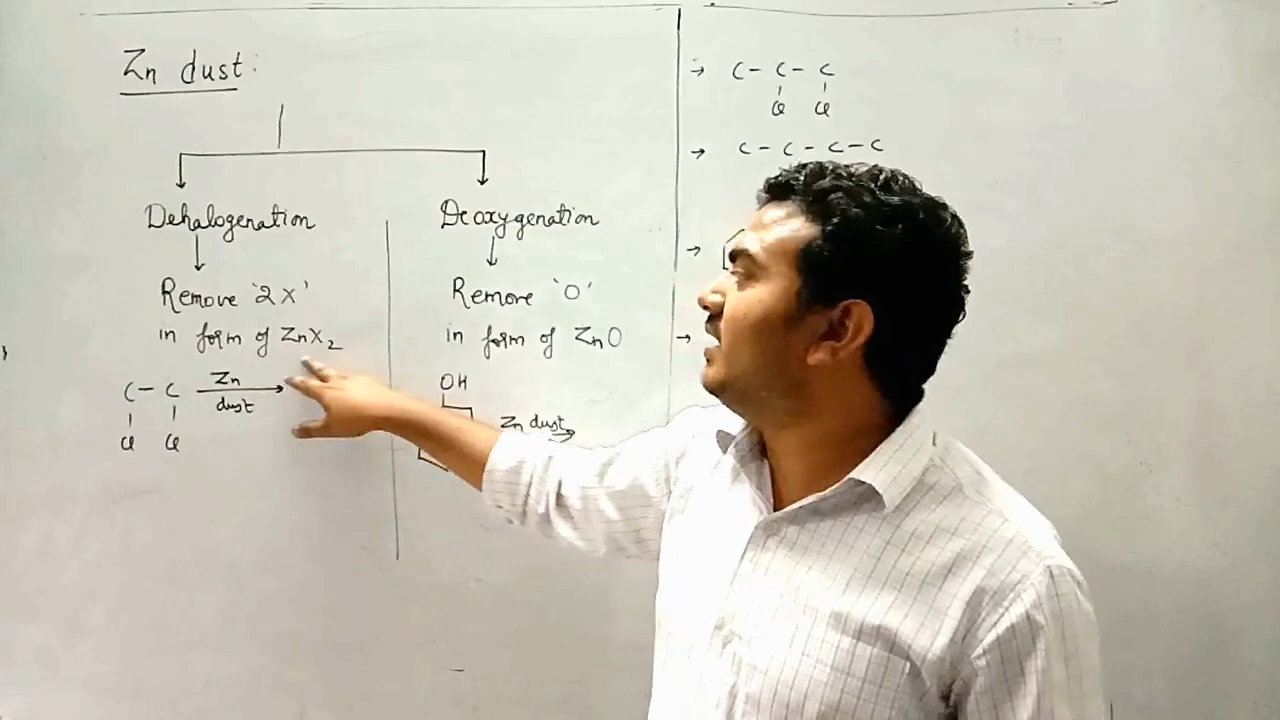 Zn dust:
Dehalogenation
Remove '2X'
in form of ZnX₂
C - C Zn dust →
Cl Cl
Deoxygenation
Remove 'O'
in form of ZnO
OH
Zn dust →
→ C - C - C
Cl Cl
→ C - C - C - C
→
→